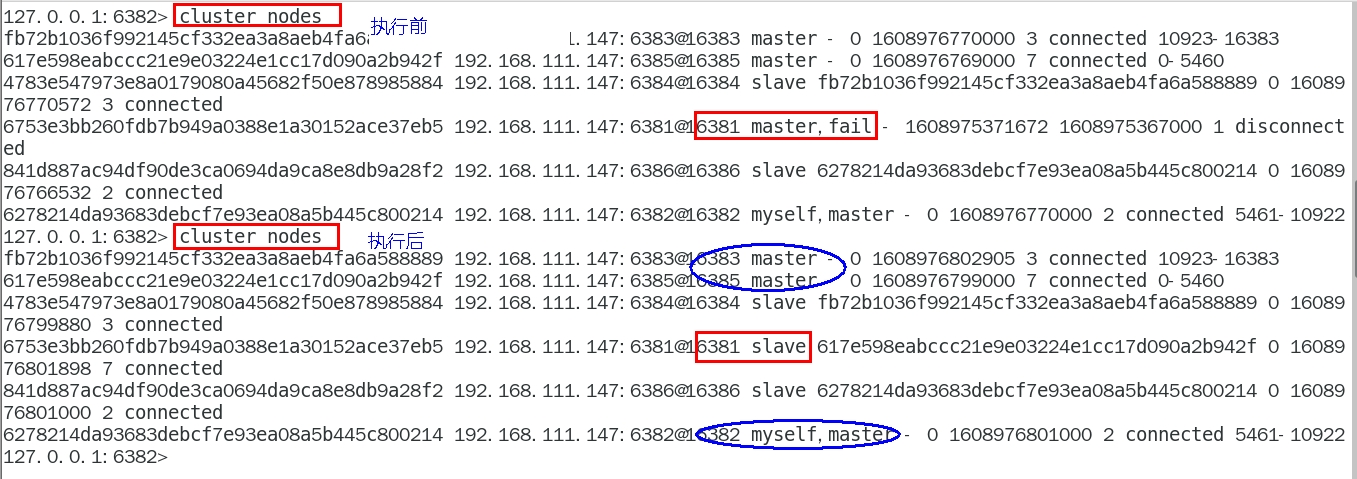 127.0.0.1:6382> cluster nodes 执行前
fb72b1036f992145cf332ea3a8aeb4fa6a .147:6383@16383 master - 0 1608976770000 3 connected 10923-16383
617e598eabccc21e9e03224e1cc17d090a2b942f 192.168.111.147:6385@16385 master - 0 1608976769000 7 connected 0-5460
4783e547973e8a0179080a45682f50e878985884 192.168.111.147:6384@16384 slave fb72b1036f992145cf332ea3a8aeb4fa6a588889 0 16089
76770572 3 connected
6753e3bb260fdb7b949a0388e1a30152ace37eb5 192.168.111.147:6381@16381 master,fail - 1608975371672 1608975367000 1 disconnect
ed
841d887ac94df90de3ca0694da9ca8e8db9a28f2 192.168.111.147:6386@16386 slave 6278214da93683debcf7e93ea08a5b445c800214 0 16089
76766532 2 connected
6278214da93683debcf7e93ea08a5b445c800214 192.168.111.147:6382@16382 myself,master - 0 1608976770000 2 connected 5461-10922
127.0.0.1:6382> cluster nodes 执行后
fb72b1036f992145cf332ea3a8aeb4fa6a588889 192.168.111.147:6383@16383 master - 0 1608976802905 3 connected 10923-16383
617e598eabccc21e9e03224e1cc17d090a2b942f 192.168.111.147:6385@16385 master - 0 1608976799000 7 connected 0-5460
4783e547973e8a0179080a45682f50e878985884 192.168.111.147:6384@16384 slave fb72b1036f992145cf332ea3a8aeb4fa6a588889 0 16089
76799880 3 connected
6753e3bb260fdb7b949a0388e1a30152ace37eb5 192.168.111.147:6381@16381 slave 617e598eabccc21e9e03224e1cc17d090a2b942f 0 16089
76801898 7 connected
841d887ac94df90de3ca0694da9ca8e8db9a28f2 192.168.111.147:6386@16386 slave 6278214da93683debcf7e93ea08a5b445c800214 0 16089
76801000 2 connected
6278214da93683debcf7e93ea08a5b445c800214 192.168.111.147:6382@16382 myself,master - 0 1608976801000 2 connected 5461-10922
127.0.0.1:6382>